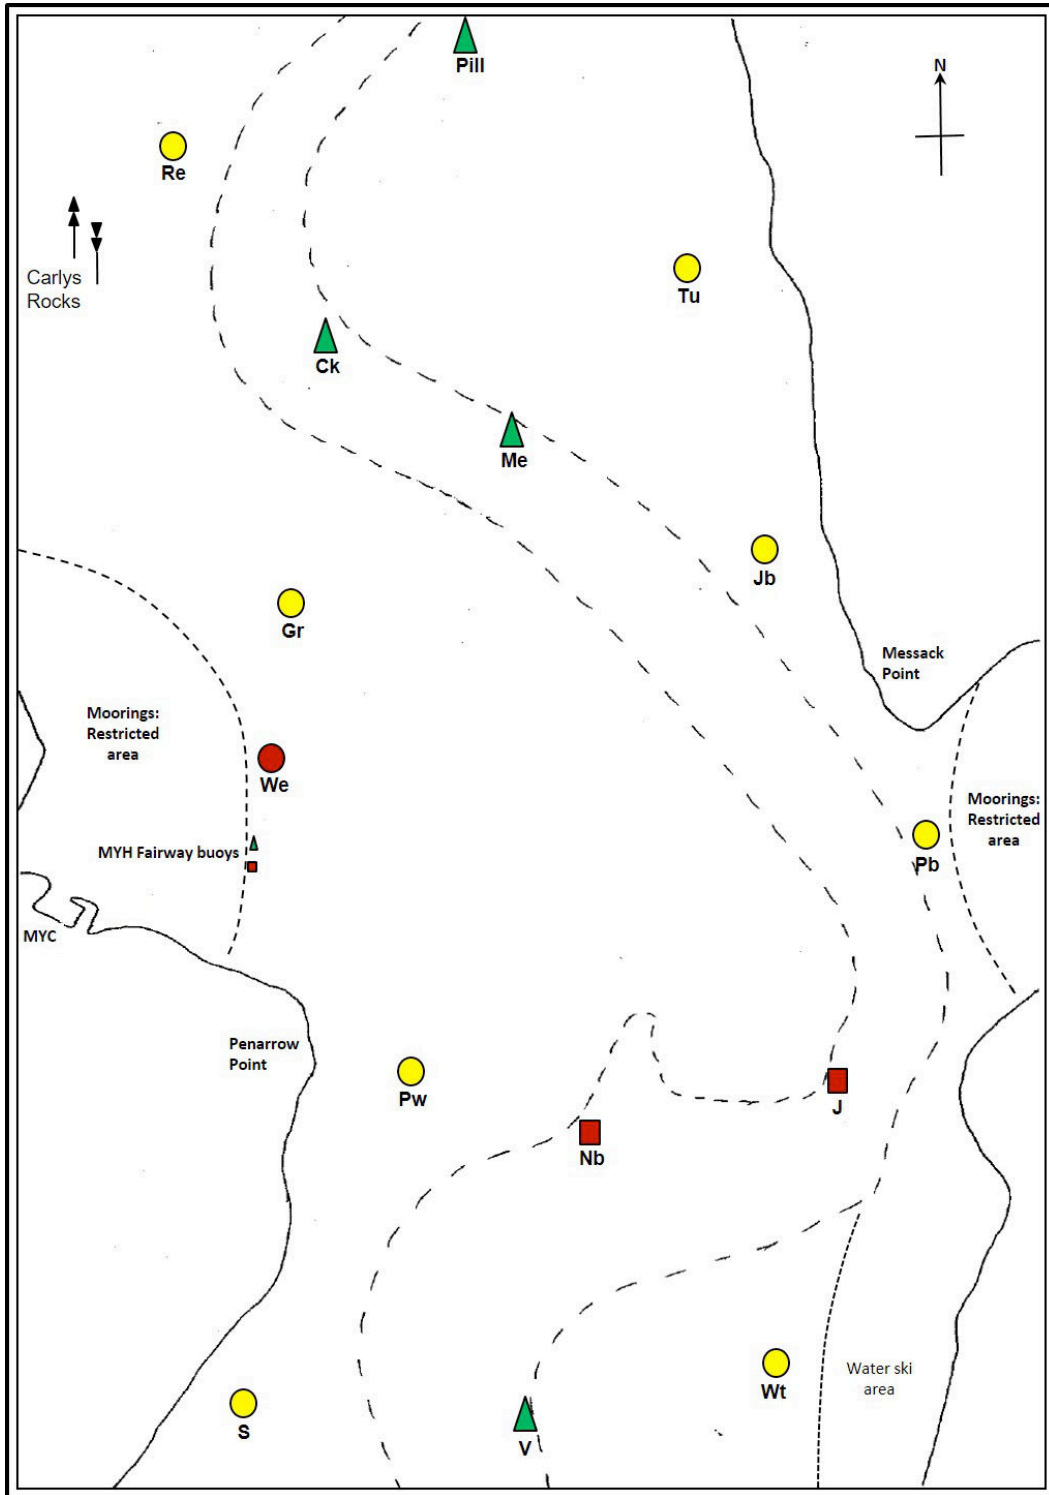 Pill
N
Re
Carlys
Rocks
Tu
Ck
Me
Jb
Gr
Messack
Point
Moorings:
Restricted
area
We
Moorings:
Restricted
area
MYH Fairway buoys
Pb
MYC
Penarrow
Point
Pw
J
Nb
Water ski
area
Wt
S
V